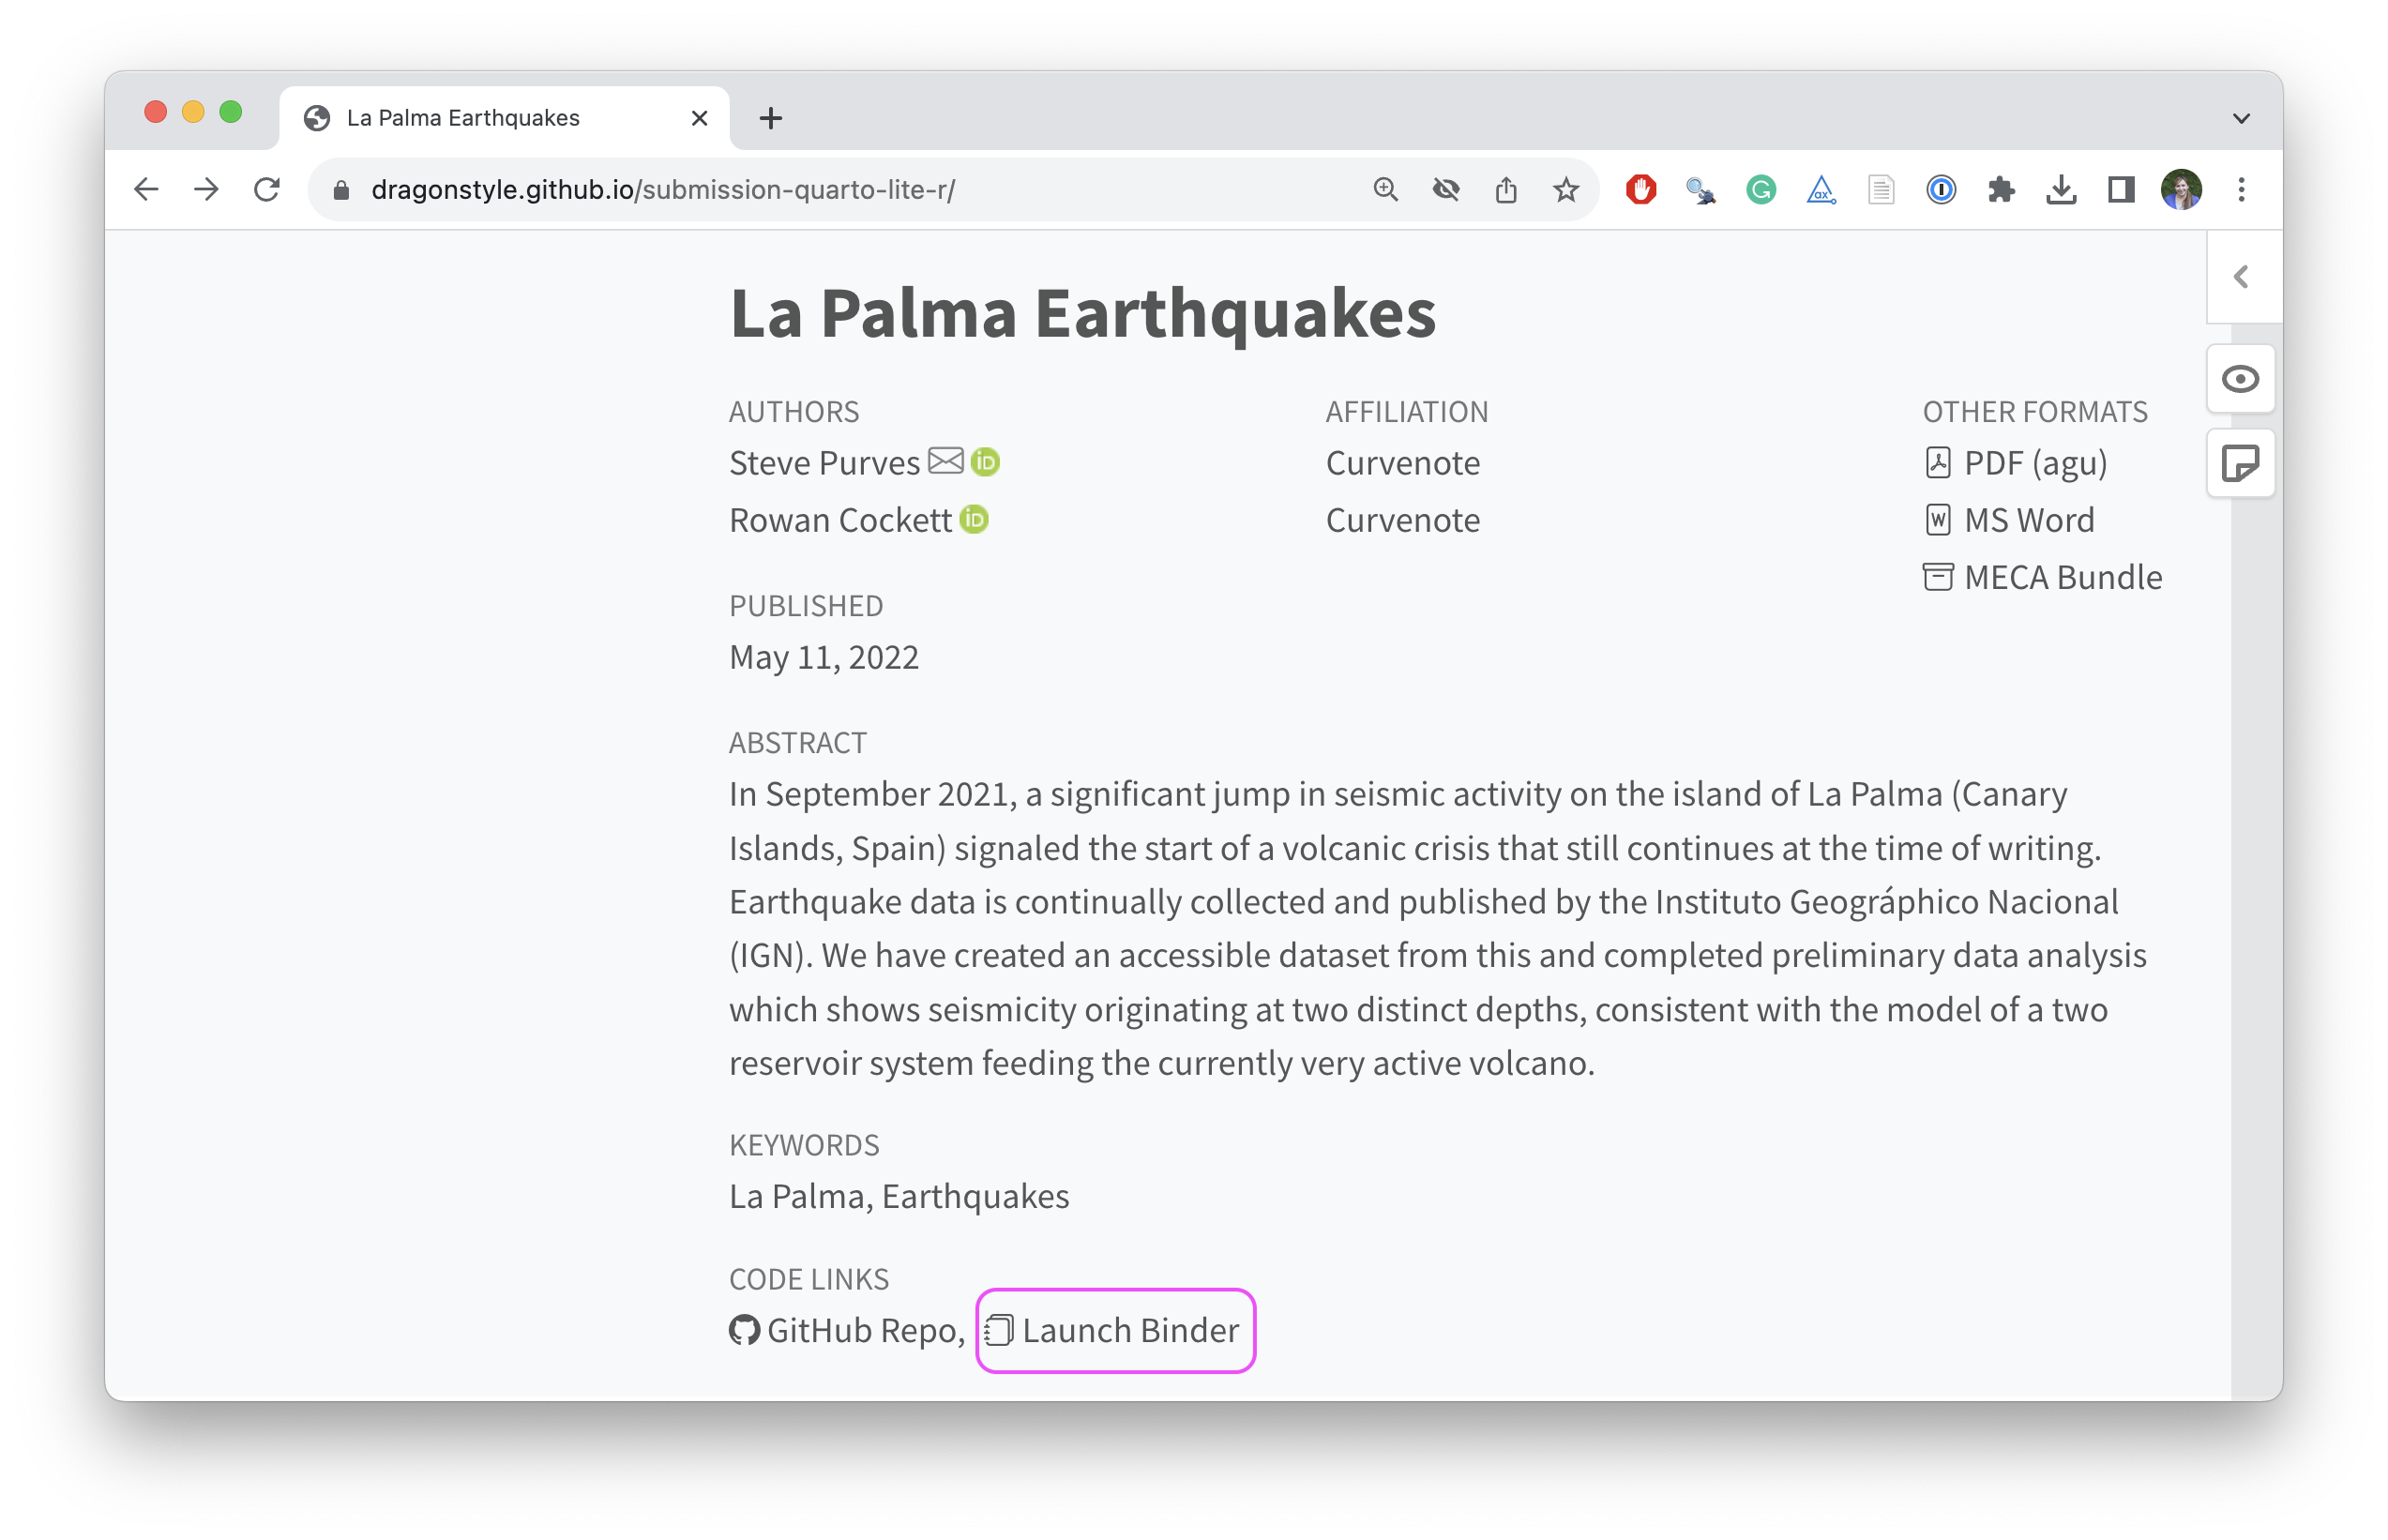 La Palma Earthquakes
dragonstyle.github.io/submission-quarto-lite-r/
La Palma Earthquakes
AUTHORS
Steve Purves
Rowan Cockett
AFFILIATION
Curvenote
Curvenote
OTHER FORMATS
PDF (agu)
MS Word
MECA Bundle
PUBLISHED
May 11, 2022
ABSTRACT
In September 2021, a significant jump in seismic activity on the island of La Palma (Canary
Islands, Spain) signaled the start of a volcanic crisis that still continues at the time of writing.
Earthquake data is continually collected and published by the Instituto Geográphico Nacional
(IGN). We have created an accessible dataset from this and completed preliminary data analysis
which shows seismicity originating at two distinct depths, consistent with the model of a two
reservoir system feeding the currently very active volcano.
KEYWORDS
La Palma, Earthquakes
CODE LINKS
GitHub Repo, Launch Binder